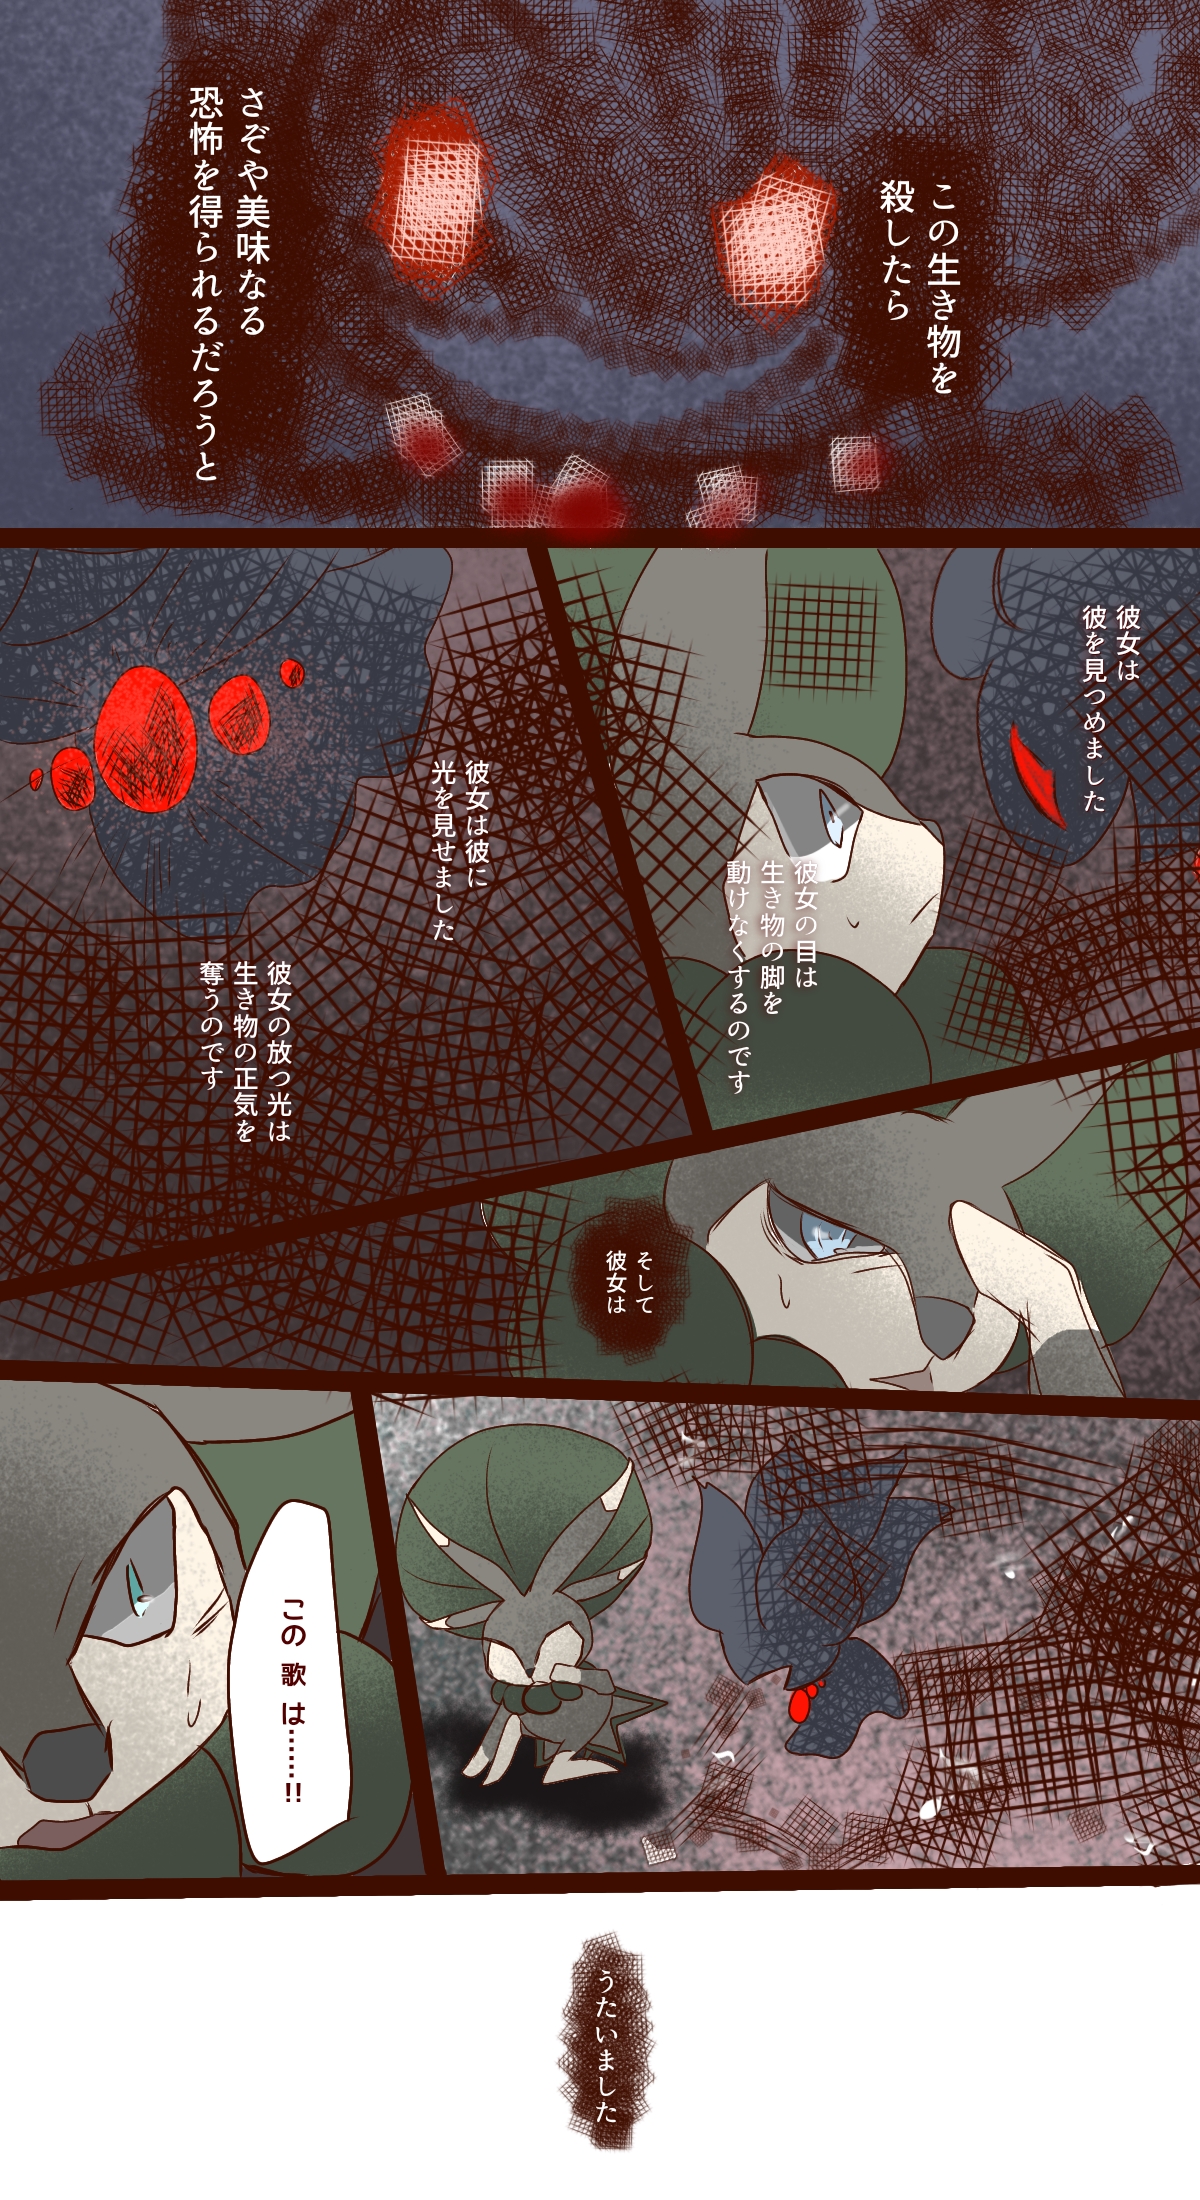 この生き物を
殺したら
さぞや美味なる
恐怖を得られるだろうと
彼女は
彼を見つめました
彼女の目は
生き物の脚を
動けなくするのです
彼女は彼に
光を見せました
彼女の放つ光は
生き物の正気を
奪うのです
そして
彼女は
この 歌 は……!!
うたいました